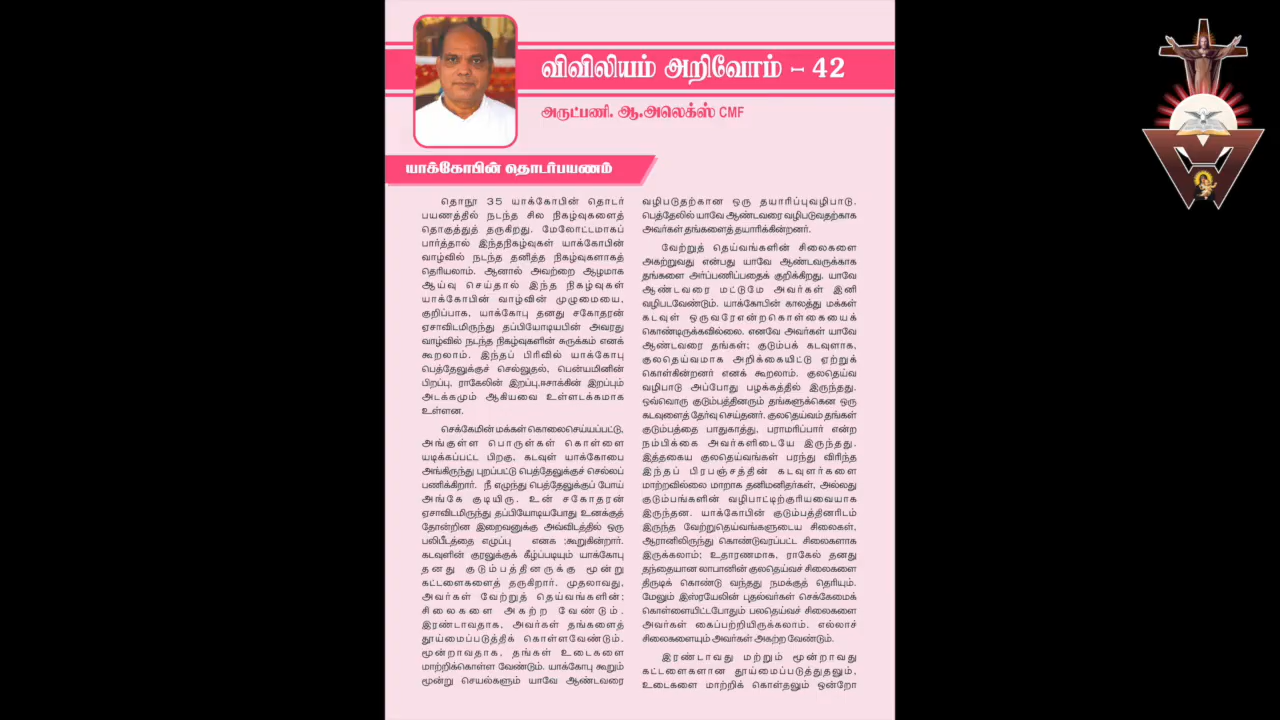 விவிலியம் அறிவோம் – 42
அருட்பணி. ஆ.அலெக்ஸ் CMF
யாக்கோபின் தொடர்பயணம்
தொநூ 35 யாக்கோபின் தொடர்
பயணத்தில் நடந்த சில நிகழ்வுகளைத்
தொகுத்துத் தருகிறது. மேலோட்டமாகப்
பார்த்தால் இந்தநிகழ்வுகள் யாக்கோபின்
வாழ்வில் நடந்த தனித்த நிகழ்வுகளாகத்
தெரியலாம். ஆனால் அவற்றை ஆழமாக
ஆய்வு செய்தால் இந்த நிகழ்வுகள்
யாக்கோபின் வாழ்வின் முழுமையை,
குறிப்பாக, யாக்கோபு தனது சகோதரன்
ஏசாவிடமிருந்து தப்பியோடியபின் அவரது
வாழ்வில் நடந்த நிகழ்வுகளின் சுருக்கம் எனக்
கூறலாம். இந்தப் பிரிவில் யாக்கோபு
பெத்தேலுக்குச் செல்லுதல், பென்யமினின்
பிறப்பு, ராகேலின் இறப்பு,ஈசாக்கின் இறப்பும்
அடக்கமும் ஆகியவை உள்ளடக்கமாக
உள்ளன.
செக்கேமின் மக்கள் கொலைசெய்யப்பட்டு,
அங்குள்ள பொருள்கள் கொள்ளை
யடிக்கப்பட்ட பிறகு, கடவுள் யாக்கோபை
அங்கிருந்து புறப்பட்டு பெத்தேலுக்குச் செல்லப்
பணிக்கிறார். நீ எழுந்து பெத்தேலுக்குப் போய்
அங்கே குடியிரு. உன் சகோதரன்
ஏசாவிடமிருந்து தப்பியோடியபோது உனக்குத்
தோன்றின இறைவனுக்கு அவ்விடத்தில் ஒரு
பலிபீடத்தை எழுப்பு எனக ;கூறுகின்றார்.
கடவுளின் குரலுக்குக் கீழ்ப்படியும் யாக்கோபு
தனது குடும்பத்தினருக்கு மூன்று
கட்டளைகளைத் தருகிறார். முதலாவது,
அவர்கள் வேற்றுத் தெய்வங்களின்;
சிலைகளை அகற்ற வேண்டும்.
இரண்டாவதாக, அவர்கள் தங்களைத்
தூய்மைப்படுத்திக் கொள்ளவேண்டும்.
மூன்றாவதாக, தங்கள் உடைகளை
மாற்றிக்கொள்ள வேண்டும். யாக்கோபு கூறும்
மூன்று செயல்களும் யாவே ஆண்டவரை
வழிபடுதற்கான ஒரு தயாரிப்புவழிபாடு.
பெத்தேலில் யாவே ஆண்டவரை வழிபடுவதற்காக
அவர்கள் தங்களைத் தயாரிக்கின்றனர்.
வேற்றுத் தெய்வங்களின் சிலைகளை
அகற்றுவது என்பது யாவே ஆண்டவருக்காக
தங்களை அர்ப்பணிப்பதைக் குறிக்கிறது. யாவே
ஆண்டவரை மட்டுமே அவர்கள் இனி
வழிபடவேண்டும். யாக்கோபின் காலத்து மக்கள்
கடவுள் ஒருவரேஎன்றகொள்கையைக்
கொண்டிருக்கவில்லை. எனவே அவர்கள் யாவே
ஆண்டவரை தங்கள்; குடும்பக் கடவுளாக,
குலதெய்வமாக அறிக்கையிட்டு ஏற்றுக்
கொள்கின்றனர் எனக் கூறலாம். குலதெய்வ
வழிபாடு அப்போது பழக்கத்தில் இருந்தது.
ஒவ்வொரு குடும்பத்தினரும் தங்களுக்கென ஒரு
கடவுளைத் தேர்வு செய்தனர். குலதெய்வம் தங்கள்
குடும்பத்தை பாதுகாத்து, பராமரிப்பார் என்ற
நம்பிக்கை அவர்களிடையே இருந்தது.
இத்தகைய குலதெய்வங்கள் பரந்து விரிந்த
இந்தப் பிரபஞ்சத்தின் கடவுளர்களை
மாற்றவில்லை மாறாக தனிமனிதர்கள், அல்லது
குடும்பங்களின் வழிபாட்டிற்குரியவையாக
இருந்தன. யாக்கோபின் குடும்பத்தினரிடம்
இருந்த வேற்றுதெய்வங்களுடைய சிலைகள்,
ஆரானிலிருந்து கொண்டுவரப்பட்ட சிலைகளாக
இருக்கலாம்; உதாரணமாக, ராகேல் தனது
தந்தையான லாபானின் குலதெய்வச் சிலைகளை
திருடிக் கொண்டு வந்தது நமக்குத் தெரியும்.
மேலும் இஸ்ரயேலின் புதல்வர்கள் செக்கேமைக்
கொள்ளையிட்டபோதும் பலதெய்வச் சிலைகளை
அவர்கள் கைப்பற்றியிருக்கலாம். எல்லாச்
சிலைகளையும் அவர்கள் அகற்ற வேண்டும்.
இரண்டாவது மற்றும் மூன்றாவது
கட்டளைகளான தூய்மைப்படுத்துதலும்,
உடைகளை மாற்றிக் கொள்தலும் ஒன்றோ